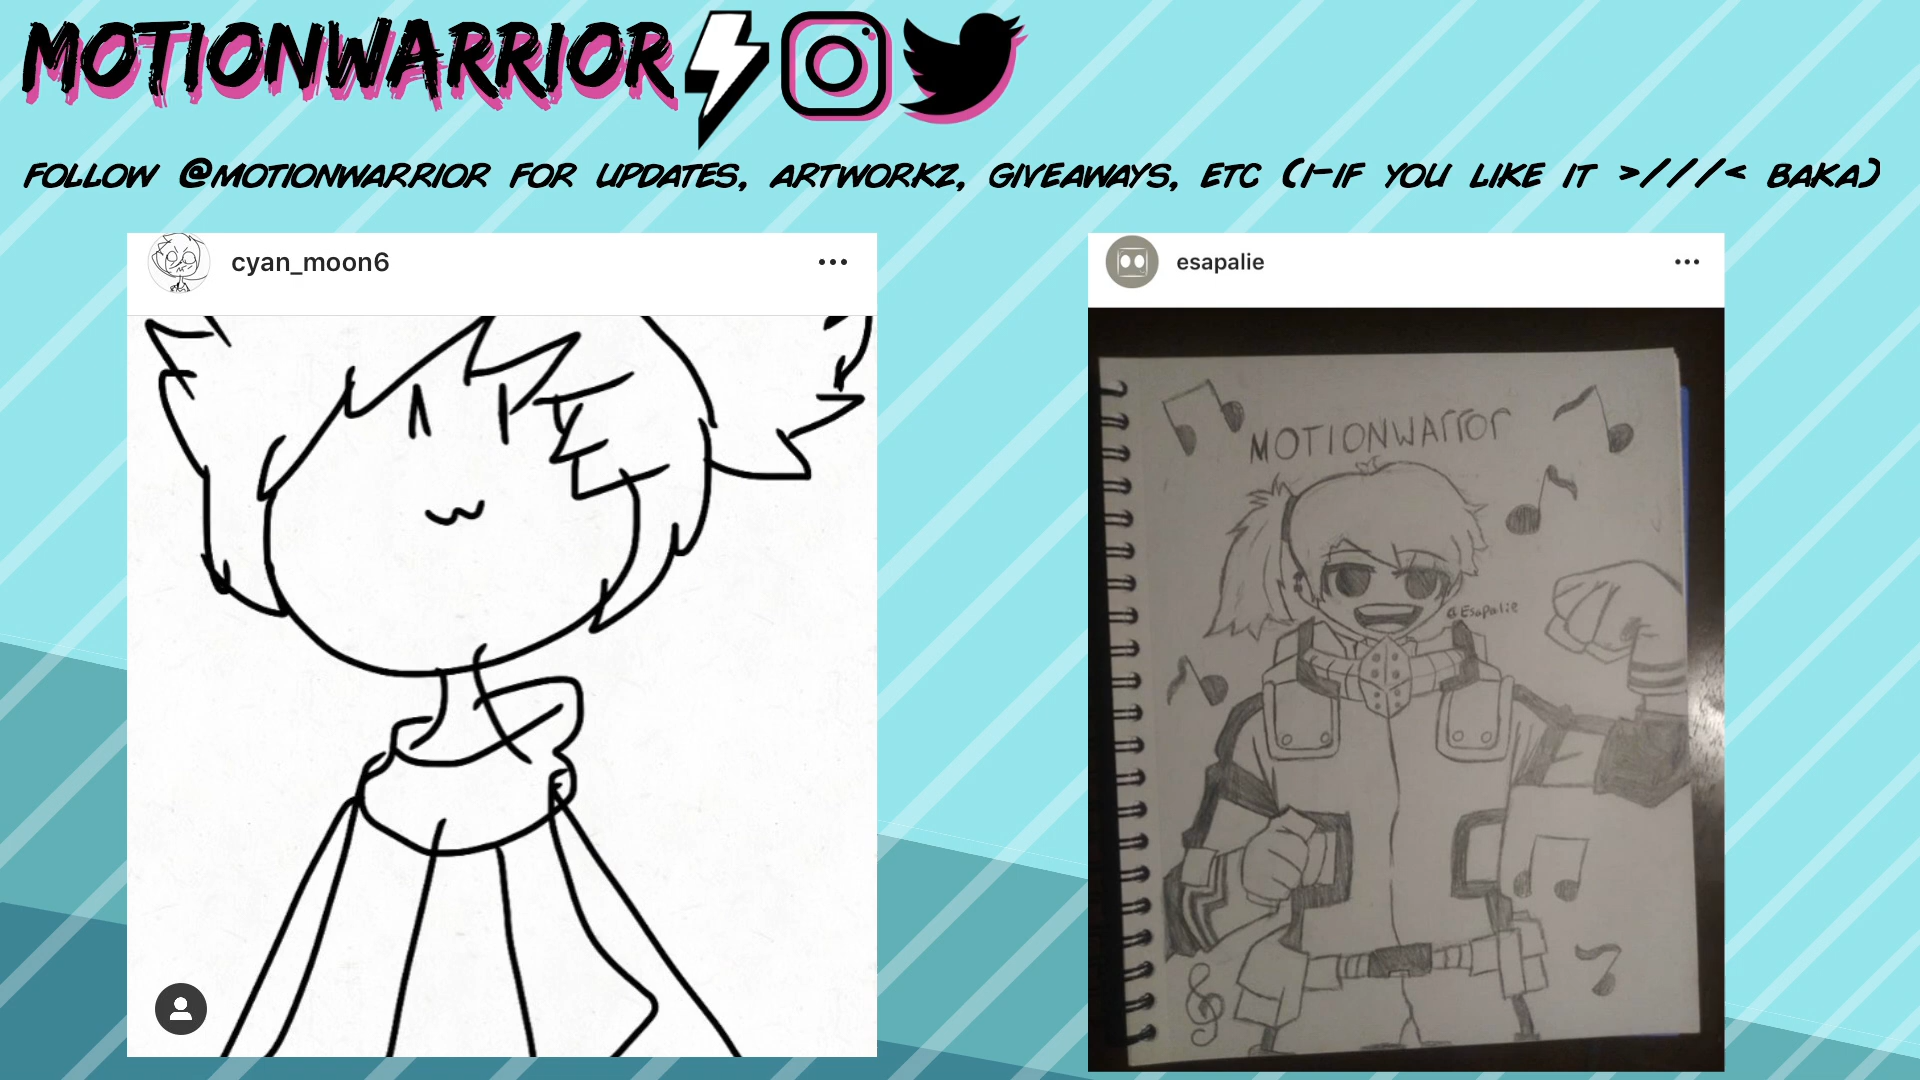 MOTIONWARRIOR
FOLLOW @MOTIONWARRIOR FOR UPDATES, ARTWORKZ, GIVEAWAYS, ETC (I-IF YOU LIKE IT >///< BAKA)
cyan_moon6
esapalie
MOTIONWArror
@Esapalie